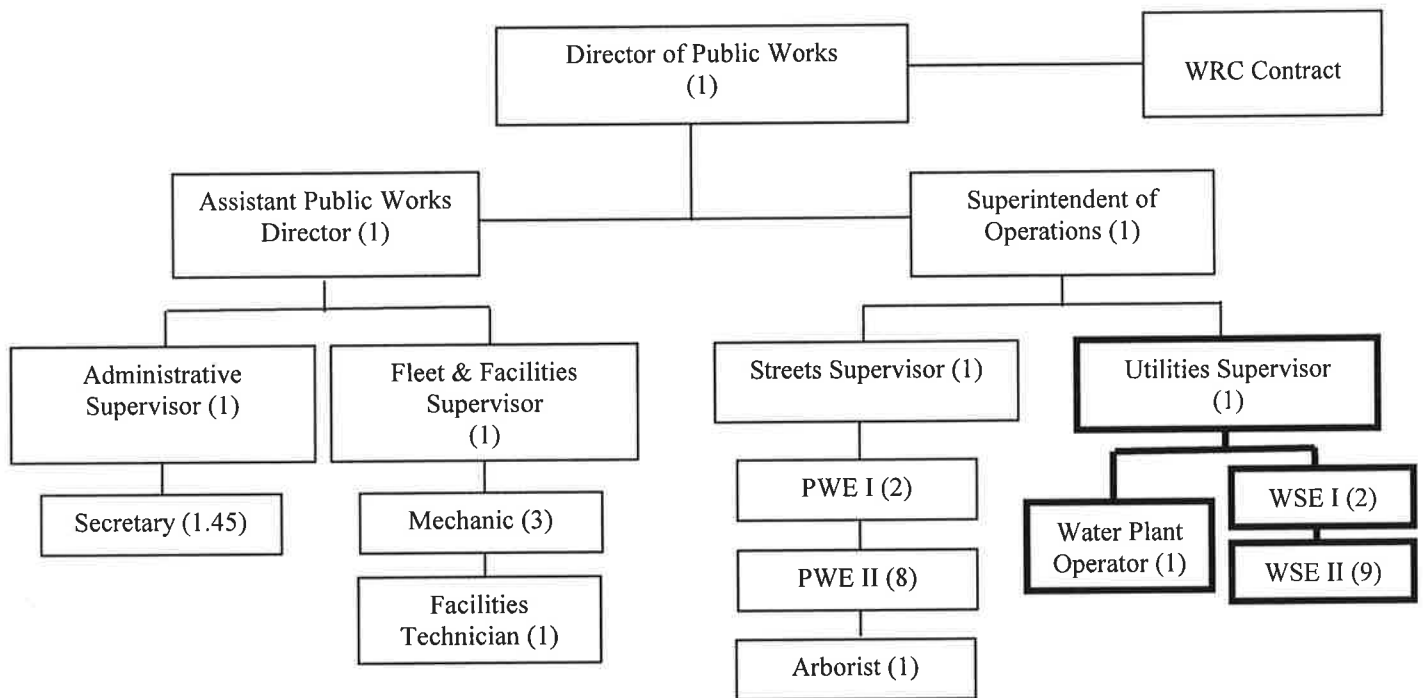 Director of Public Works
(1)
WRC Contract
Assistant Public Works
Director (1)
Superintendent of
Operations (1)
Administrative
Supervisor (1)
Fleet & Facilities
Supervisor
(1)
Streets Supervisor (1)
Utilities Supervisor
(1)
Secretary (1.45)
Mechanic (3)
PWE I (2)
Water Plant
Operator (1)
WSE I (2)
Facilities
Technician (1)
PWE II (8)
WSE II (9)
Arborist (1)